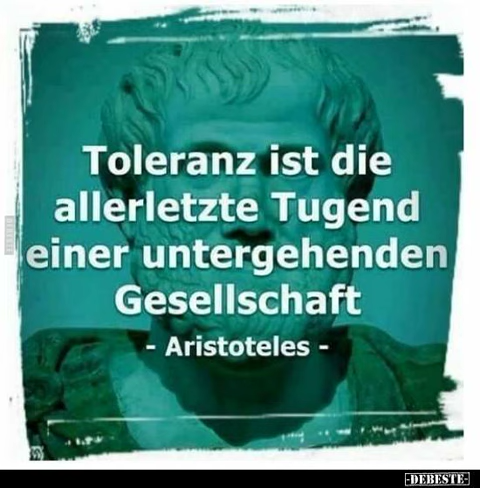 Toleranz ist die
allerletzte Tugend
einer untergehenden
Gesellschaft
- Aristoteles -
-DEBESTE-